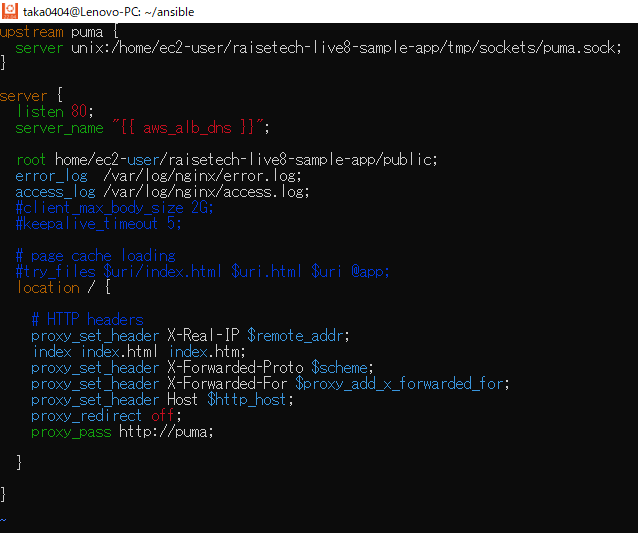 taka0404@Lenovo-PC: ~/ansible
upstream puma {
  server unix:/home/ec2-user/raisetech-live8-sample-app/tmp/sockets/puma.sock;
}
server {
  listen 80;
  server_name "{{ aws_alb_dns }}";
  root home/ec2-user/raisetech-live8-sample-app/public;
  error_log  /var/log/nginx/error.log;
  access_log /var/log/nginx/access.log;
  #client_max_body_size 2G;
  #keepalive_timeout 5;
  # page cache loading
  #try_files $uri/index.html $uri.html $uri @app;
  location / {
    # HTTP headers
    proxy_set_header X-Real-IP $remote_addr;
    index index.html index.htm;
    proxy_set_header X-Forwarded-Proto $scheme;
    proxy_set_header X-Forwarded-For $proxy_add_x_forwarded_for;
    proxy_set_header Host $http_host;
    proxy_redirect off;
    proxy_pass http://puma;
  }
}
~